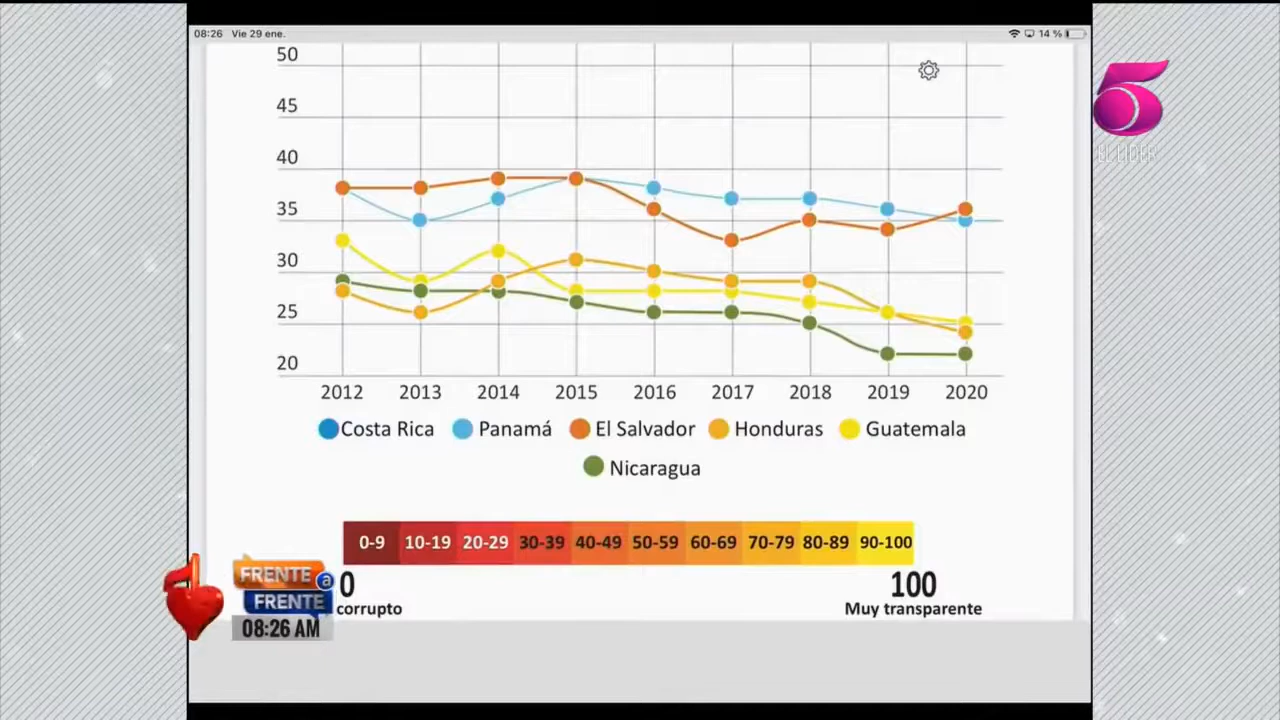 08:26 Vie 29 ene.
14 %
50
45
40
35
30
25
20
2012 2013 2014 2015 2016 2017 2018 2019 2020
Costa Rica Panamá El Salvador Honduras Guatemala
Nicaragua
0-9 10-19 20-29 30-39 40-49 50-59 60-69 70-79 80-89 90-100
0 100
corrupto Muy transparente
5
EL LIDER
FRENTE a
FRENTE
08:26 AM